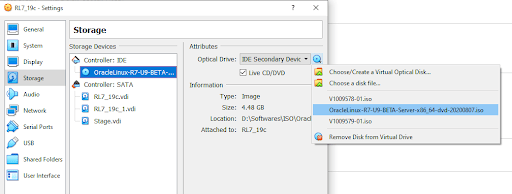 RL7_19c - Settings
General
System
Display
Storage
Audio
Network
Serial Ports
USB
Shared Folders
User Interface
Storage
Storage Devices
Controller: IDE
OracleLinux-R7-U9-BETA-...
Controller: SATA
RL7_19c.vdi
RL7_19c_1.vdi
Stage.vdi
Attributes
Optical Drive: IDE Secondary Devic
Live CD/DVD
Information
Type: Image
Size: 4.48 GB
Location: D:\Softwares\ISO\Oracl
Attached to: RL7_19c
Choose/Create a Virtual Optical Disk...
Choose a disk file...
V1009578-01.iso
OracleLinux-R7-U9-BETA-Server-x86_64-dvd-20200807.iso
V1009579-01.iso
Remove Disk from Virtual Drive